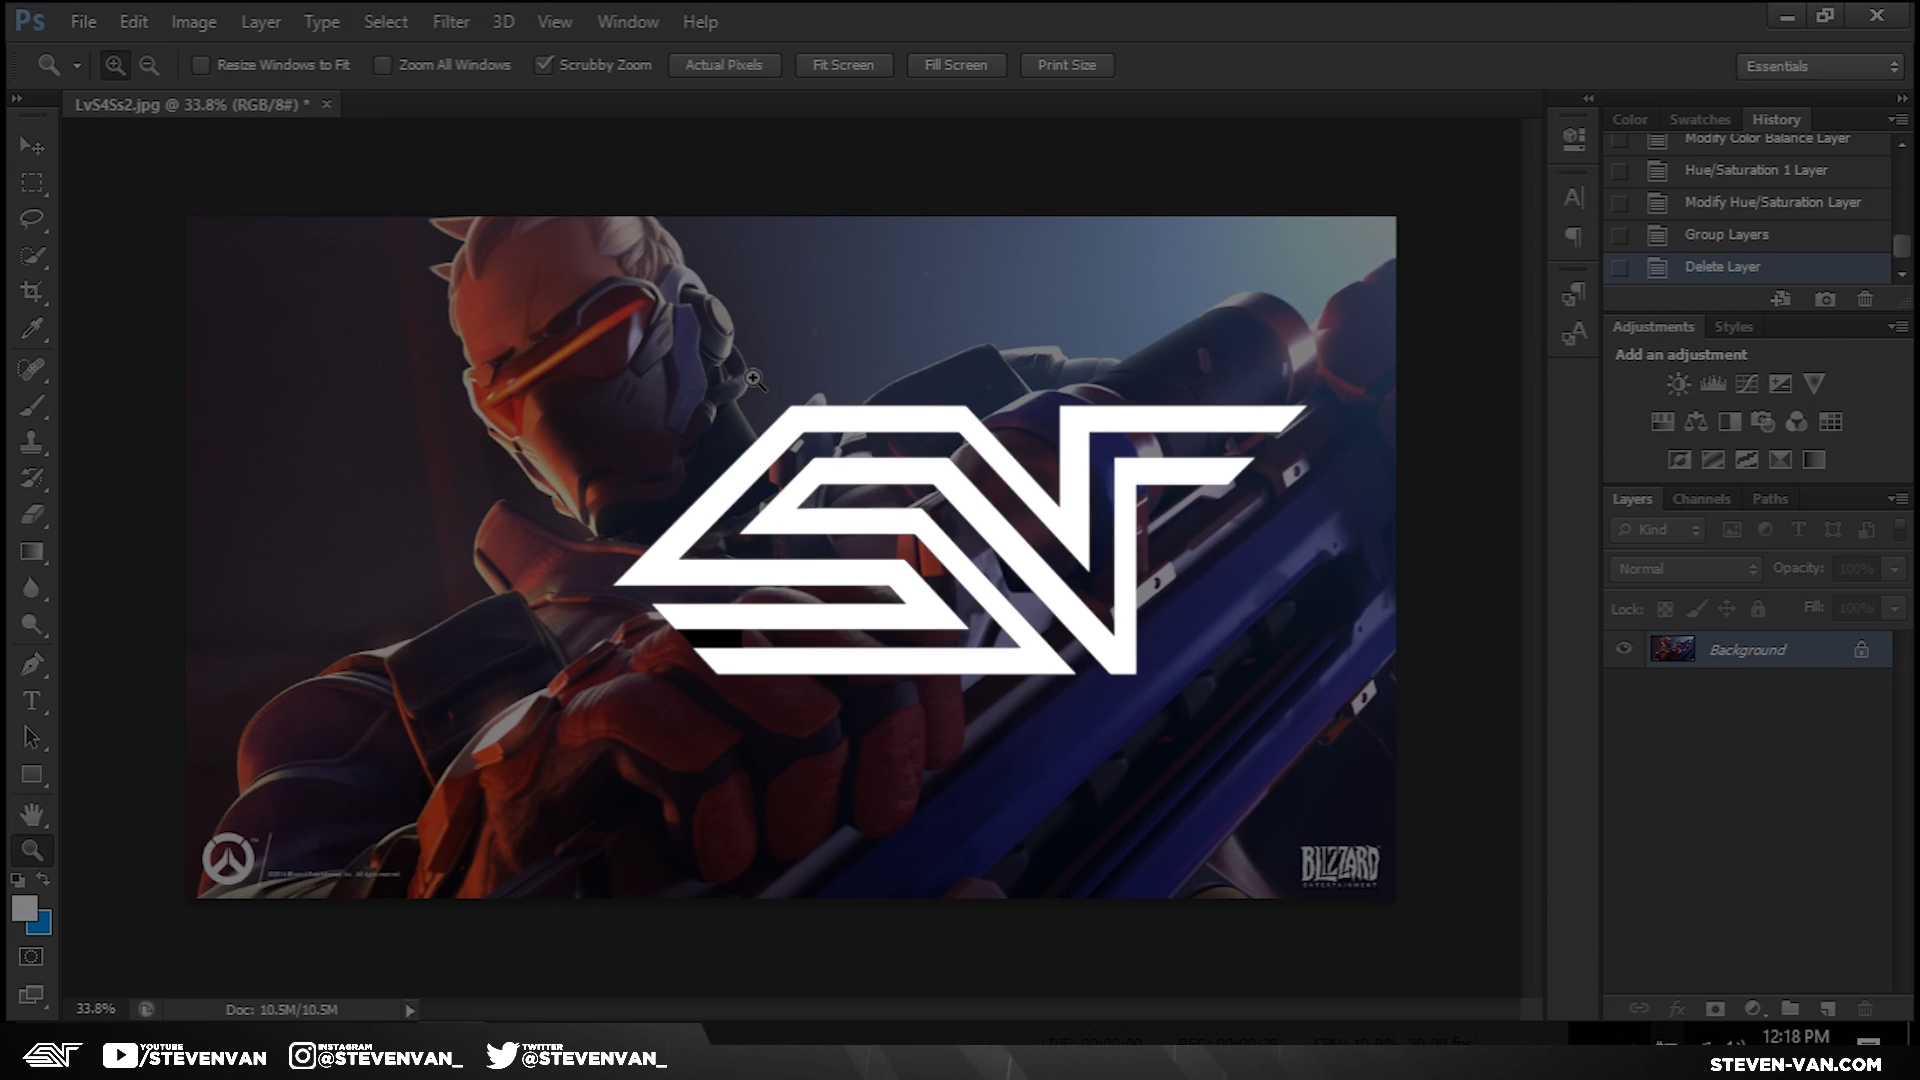 Ps File Edit Image Layer Type Select Filter 3D View Window Help
Resize Windows to Fit Zoom All Windows Scrubby Zoom Actual Pixels Fit Screen Fill Screen Print Size Essentials
LvS4Ss2.jpg @ 33.8% (RGB/8#) * ×
Color Swatches History
Modify Color Balance Layer
Hue/Saturation 1 Layer
Modify Hue/Saturation Layer
Group Layers
Delete Layer
Adjustments Styles
Add an adjustment
Layers Channels Paths
Kind
Normal Opacity: 100%
Lock: Fill: 100%
Background
BLIZZARD
ENTERTAINMENT
33.8% Doc: 10.5M/10.5M
12:18 PM
YOUTUBE
/STEVENVAN
INSTAGRAM
@STEVENVAN_
TWITTER
@STEVENVAN_
STEVEN-VAN.COM